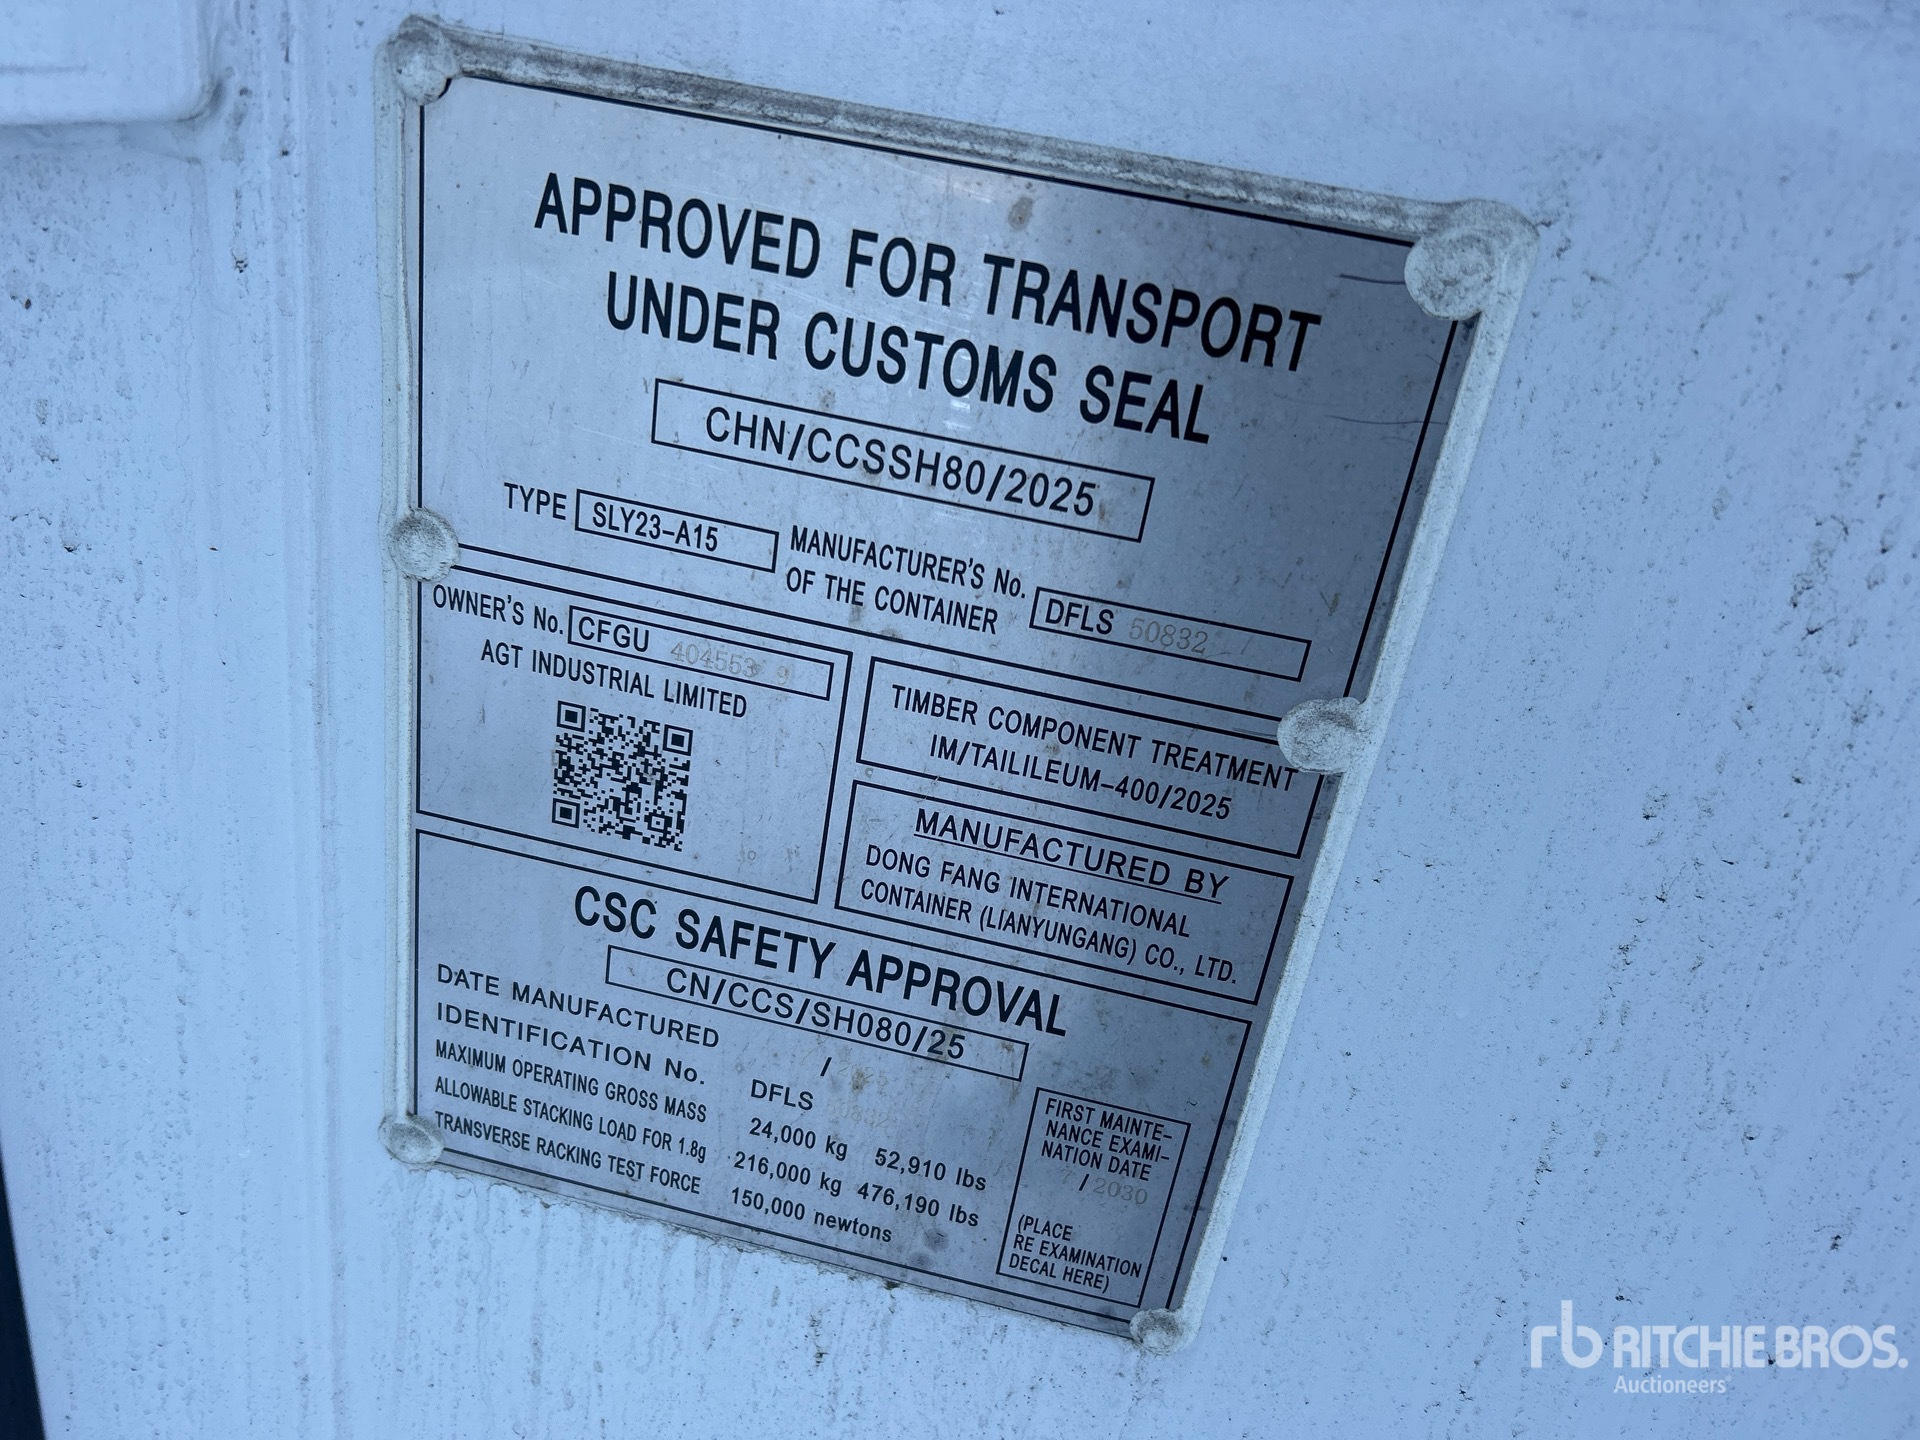 APPROVED FOR TRANSPORT
UNDER CUSTOMS SEAL
CHN/CCSSH80/2025
TYPE SLY23-A15
MANUFACTURER'S No. DFLS 50832
OF THE CONTAINER
OWNER'S No. CFGU 404553 9
AGT INDUSTRIAL LIMITED
TIMBER COMPONENT TREATMENT
IM/TAILILEUM-400/2025
MANUFACTURED BY
DONG FANG INTERNATIONAL
CONTAINER (LIANYUNGANG) CO., LTD.
CSC SAFETY APPROVAL
CN/CCS/SH080/25
DATE MANUFACTURED / 2025
IDENTIFICATION No. DFLS
MAXIMUM OPERATING GROSS MASS 24,000 kg 52,910 lbs
ALLOWABLE STACKING LOAD FOR 1.8g 216,000 kg 476,190 lbs
TRANSVERSE RACKING TEST FORCE 150,000 newtons
FIRST MAINTE-
NANCE EXAMI-
NATION DATE
/ 2030
(PLACE
RE EXAMINATION
DECAL HERE)
rb RITCHIE BROS.
Auctioneers